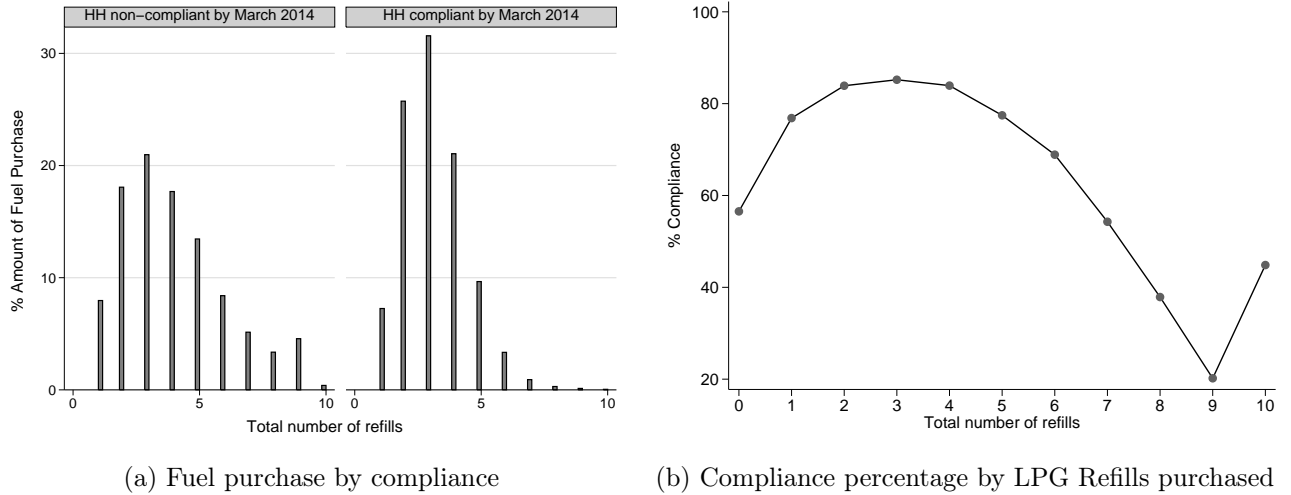 HH non−compliant by March 2014
HH compliant by March 2014
% Amount of Fuel Purchase
30
20
10
0
0 5 10
0 5 10
Total number of refills
(a) Fuel purchase by compliance
% Compliance
100
80
60
40
20
0 1 2 3 4 5 6 7 8 9 10
Total number of refills
(b) Compliance percentage by LPG Refills purchased